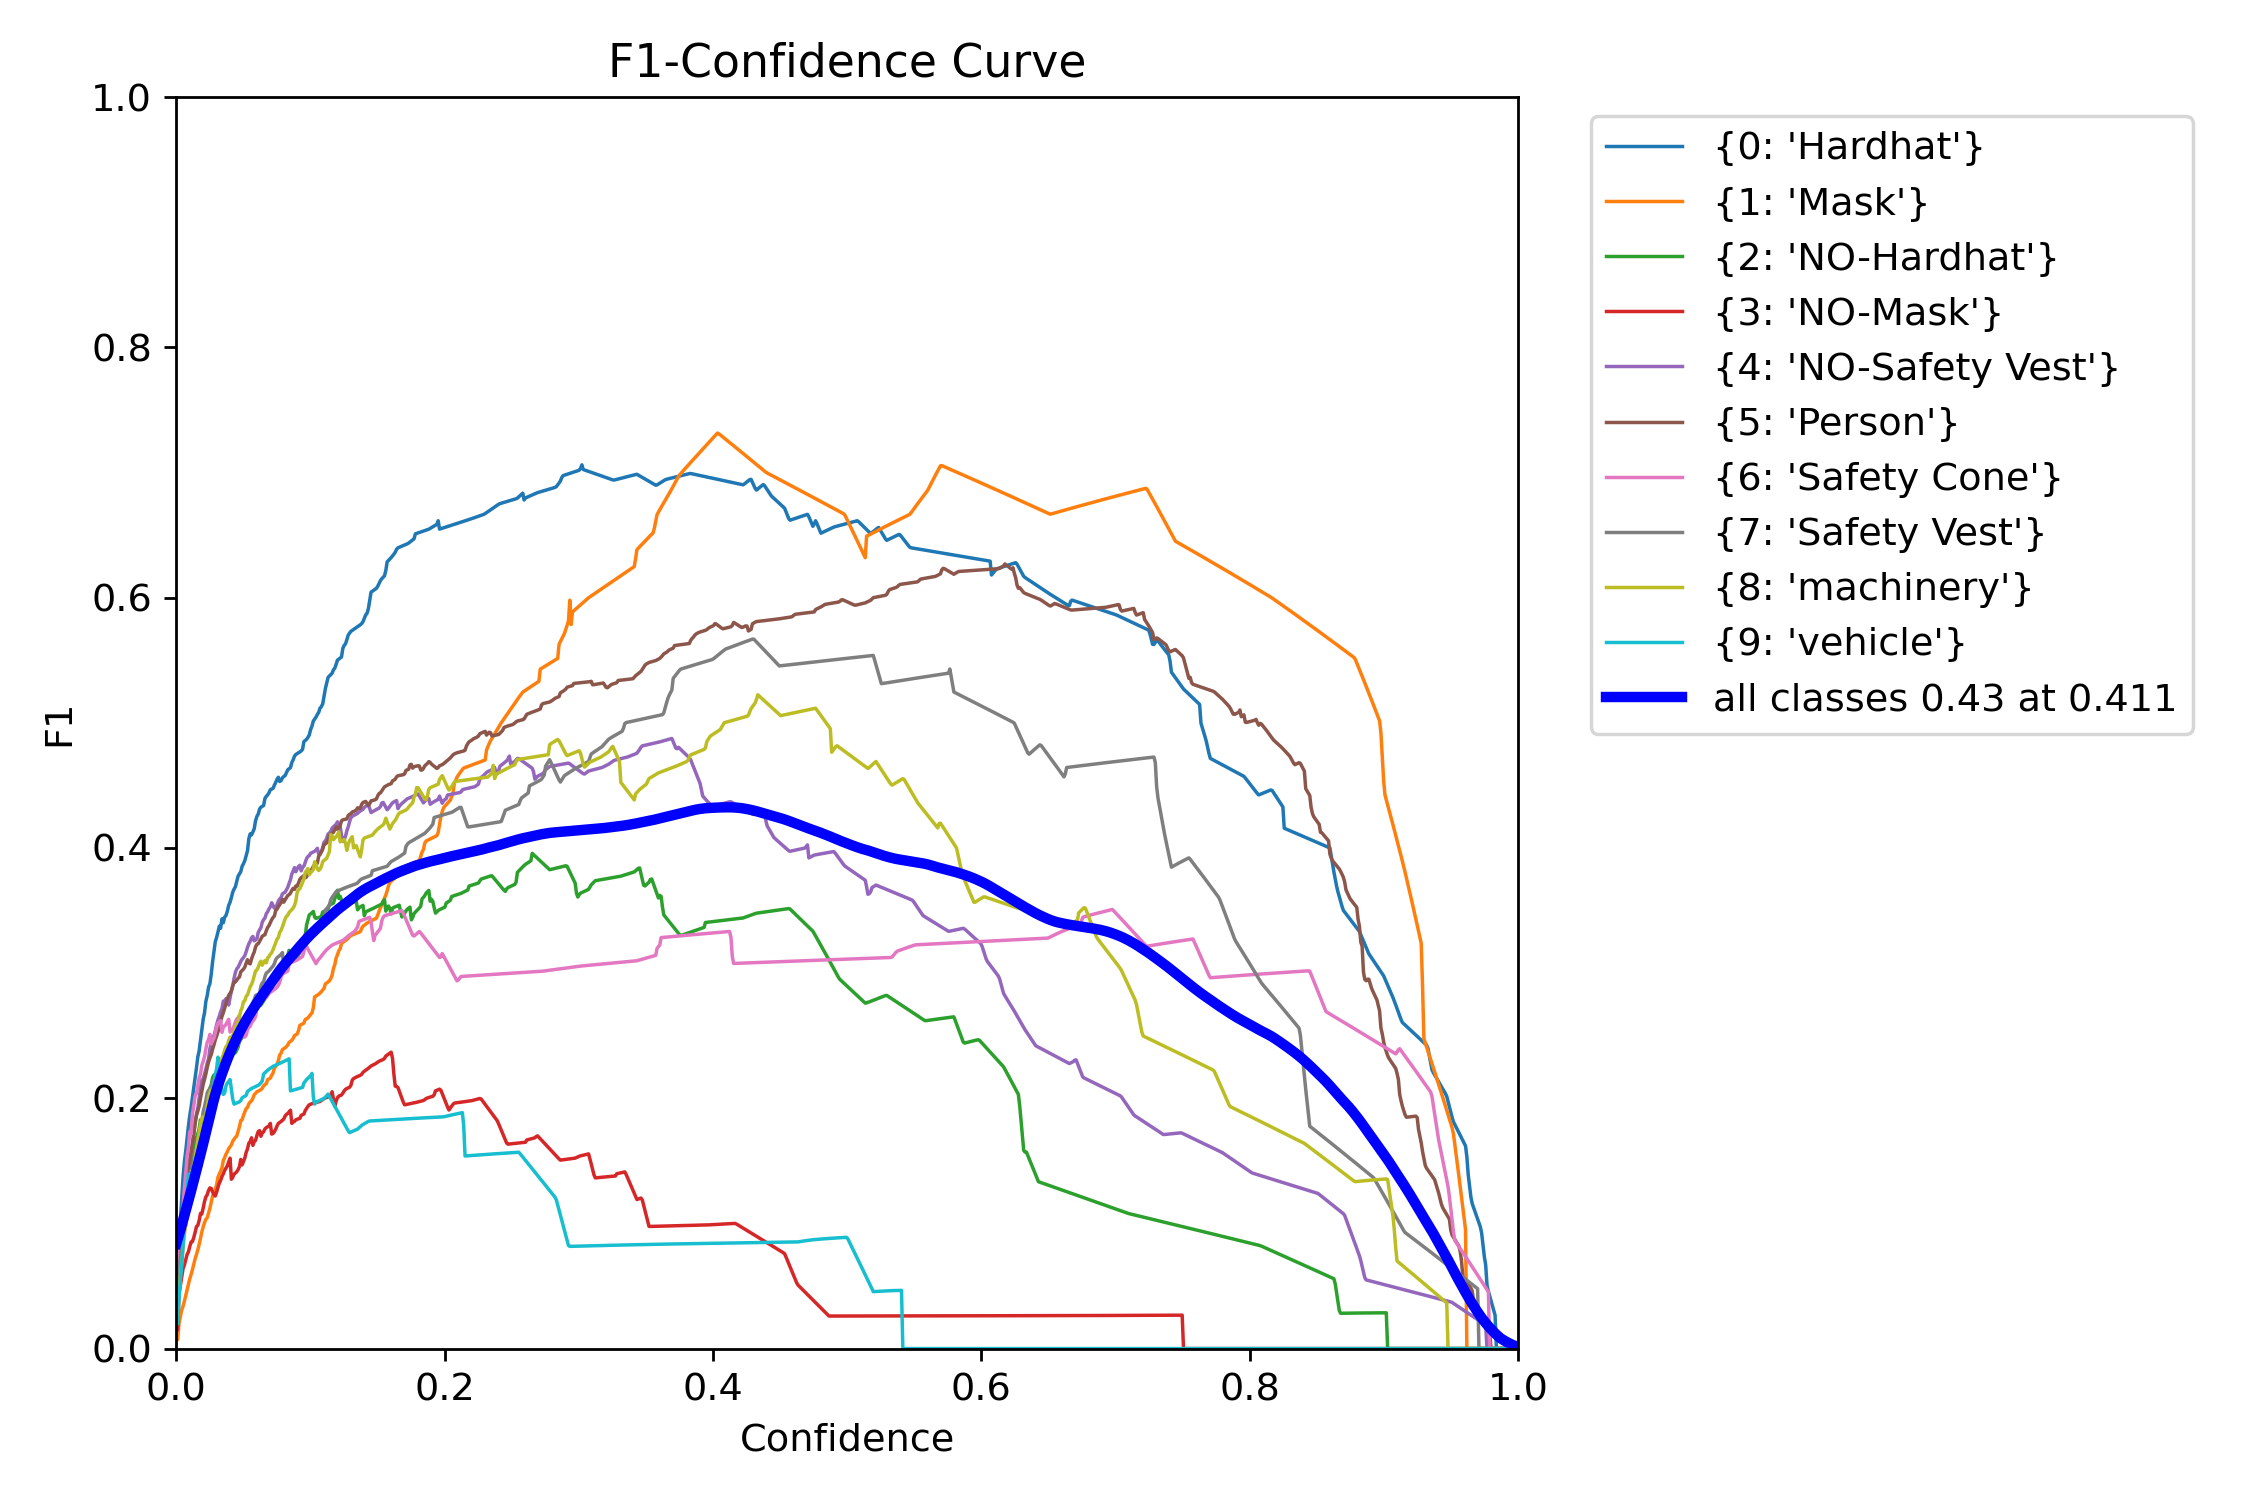 F1-Confidence Curve
1.0
0.8
0.6
0.4
0.2
0.0
F1
0.0 0.2 0.4 0.6 0.8 1.0
Confidence
{0: 'Hardhat'}
{1: 'Mask'}
{2: 'NO-Hardhat'}
{3: 'NO-Mask'}
{4: 'NO-Safety Vest'}
{5: 'Person'}
{6: 'Safety Cone'}
{7: 'Safety Vest'}
{8: 'machinery'}
{9: 'vehicle'}
all classes 0.43 at 0.411